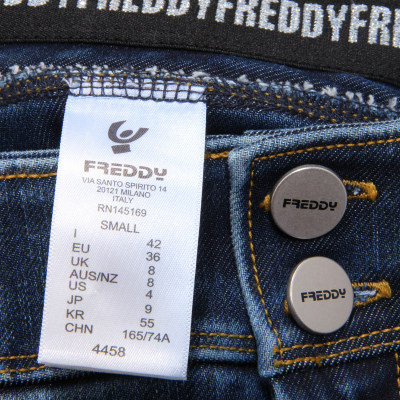 DDYFREDDYFREDDYFREDDYFRE
FREDDY
VIA SANTO SPIRITO 14
20121 MILANO
ITALY
RN145169
SMALL
I 42
EU 36
UK 8
AUS/NZ 8
US 4
JP 9
KR 55
CHN 165/74A
4458
FREDDY
FREDDY